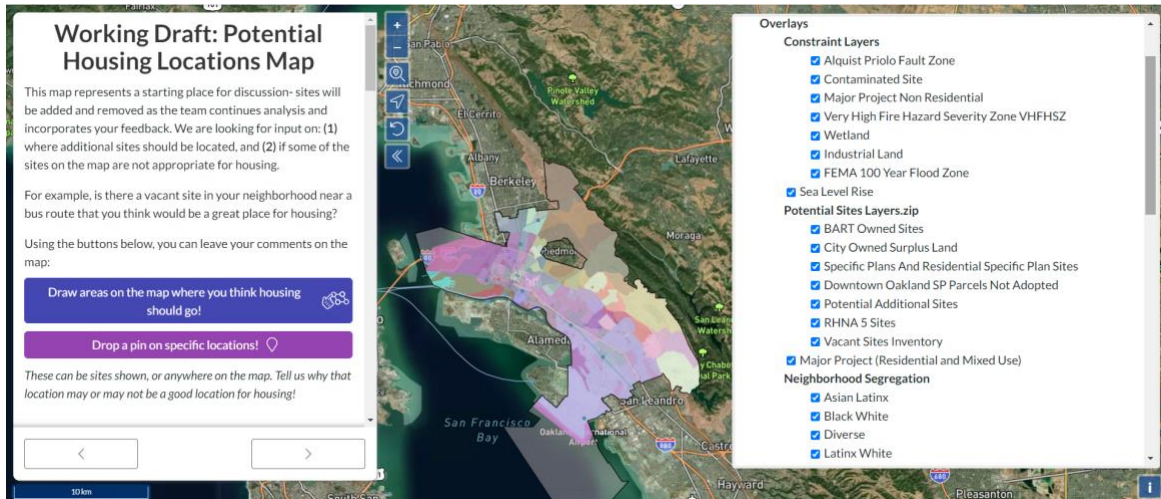 Working Draft: Potential
Housing Locations Map
This map represents a starting place for discussion- sites will
be added and removed as the team continues analysis and
incorporates your feedback. We are looking for input on: (1)
where additional sites should be located, and (2) if some of the
sites on the map are not appropriate for housing.
For example, is there a vacant site in your neighborhood near a
bus route that you think would be a great place for housing?
Using the buttons below, you can leave your comments on the
map:
Draw areas on the map where you think housing
should go!
Drop a pin on specific locations!
These can be sites shown, or anywhere on the map. Tell us why that
location may or may not be a good location for housing!
10 km
Fairfax
101
San Pablo
Richmond
El Cerrito
Pinole Valley
Watershed
Albany
Berkeley
80
Lafayette
Moraga
Alameda
San Leandro
San Francisco
Bay
880
Hayward
680
Pleasanton
Overlays
Constraint Layers
Alquist Priolo Fault Zone
Contaminated Site
Major Project Non Residential
Very High Fire Hazard Severity Zone VHFHSZ
Wetland
Industrial Land
FEMA 100 Year Flood Zone
Sea Level Rise
Potential Sites Layers.zip
BART Owned Sites
City Owned Surplus Land
Specific Plans And Residential Specific Plan Sites
Downtown Oakland SP Parcels Not Adopted
Potential Additional Sites
RHNA 5 Sites
Vacant Sites Inventory
Major Project (Residential and Mixed Use)
Neighborhood Segregation
Asian Latinx
Black White
Diverse
Latinx White